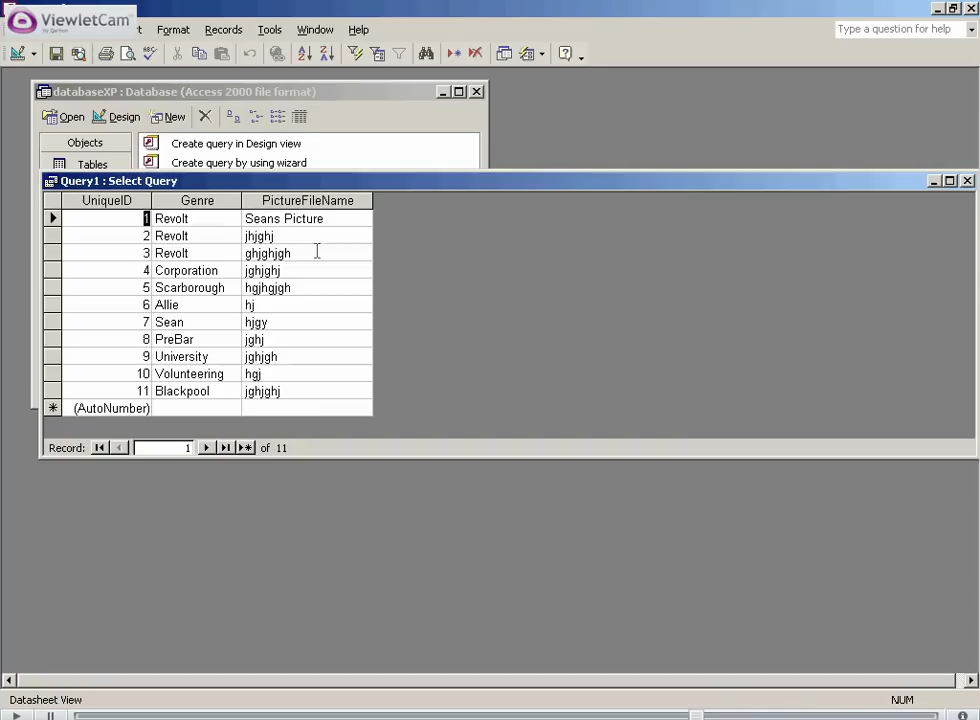 ViewletCam
by Qarbon
Format Records Tools Window Help
Type a question for help
databaseXP : Database (Access 2000 file format)
Open Design New
Objects
Create query in Design view
Tables
Create query by using wizard
Query1 : Select Query
UniqueID Genre PictureFileName
1 Revolt Seans Picture
2 Revolt jhjghj
3 Revolt ghjghjgh
4 Corporation jghjghj
5 Scarborough hgjhgjgh
6 Allie hj
7 Sean hjgy
8 PreBar jghj
9 University jghjgh
10 Volunteering hgj
11 Blackpool jghjghj
(AutoNumber)
Record: 1 of 11
Datasheet View NUM